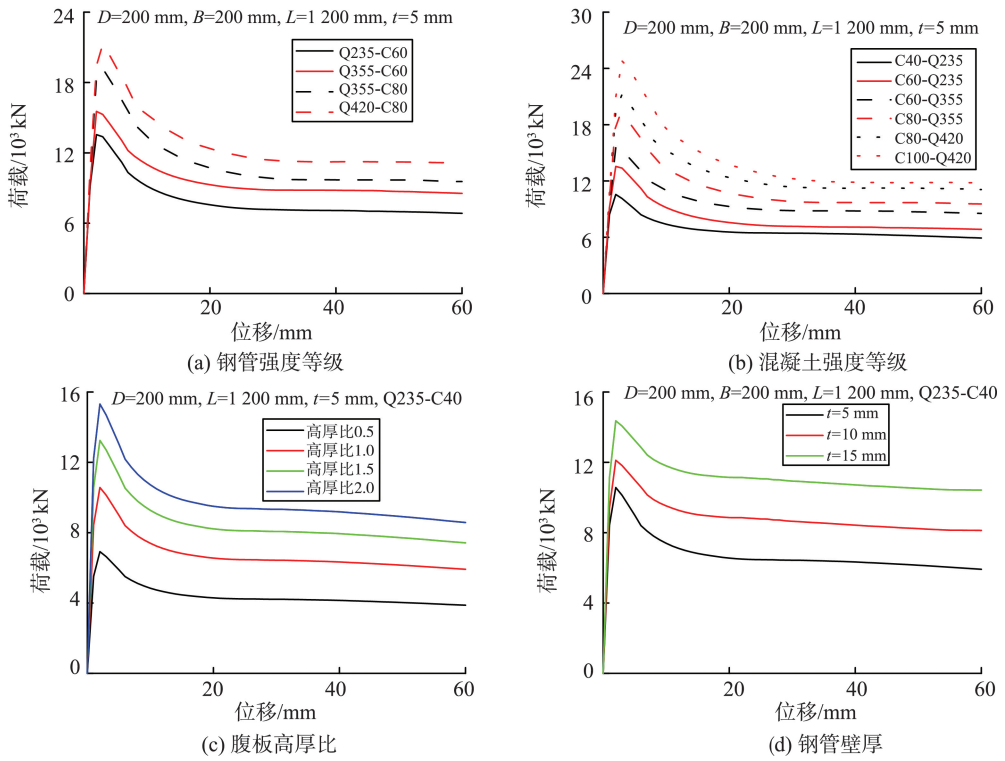 D=200 mm, B=200 mm, L=1 200 mm, t=5 mm
24
18
12
6
0
荷载/10³ kN
Q235-C60
Q355-C60
Q355-C80
Q420-C80
20
40
60
位移/mm
(a) 钢管强度等级
D=200 mm, B=200 mm, L=1 200 mm, t=5 mm
30
24
18
12
6
0
荷载/10³ kN
C40-Q235
C60-Q235
C60-Q355
C80-Q355
C80-Q420
C100-Q420
20
40
60
位移/mm
(b) 混凝土强度等级
D=200 mm, L=1 200 mm, t=5 mm, Q235-C40
16
12
8
4
0
荷载/10³ kN
高厚比0.5
高厚比1.0
高厚比1.5
高厚比2.0
20
40
60
位移/mm
(c) 腹板高厚比
D=200 mm, B=200 mm, L=1 200 mm, Q235-C40
16
12
8
4
0
荷载/10³ kN
t=5 mm
t=10 mm
t=15 mm
20
40
60
位移/mm
(d) 钢管壁厚